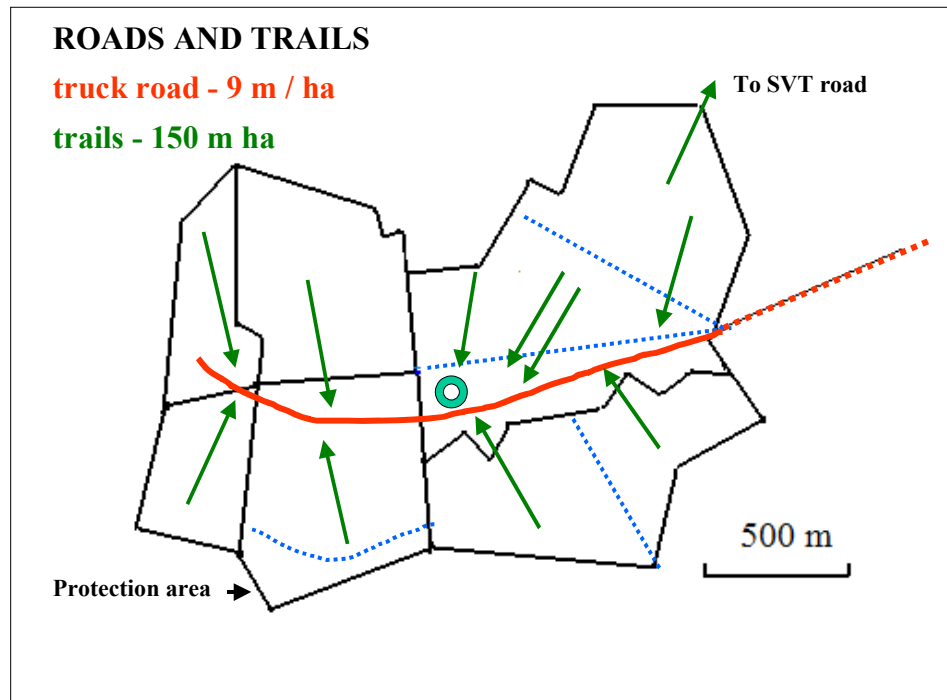 ROADS AND TRAILS
truck road - 9 m / ha
trails - 150 m ha
To SVT road
500 m
Protection area